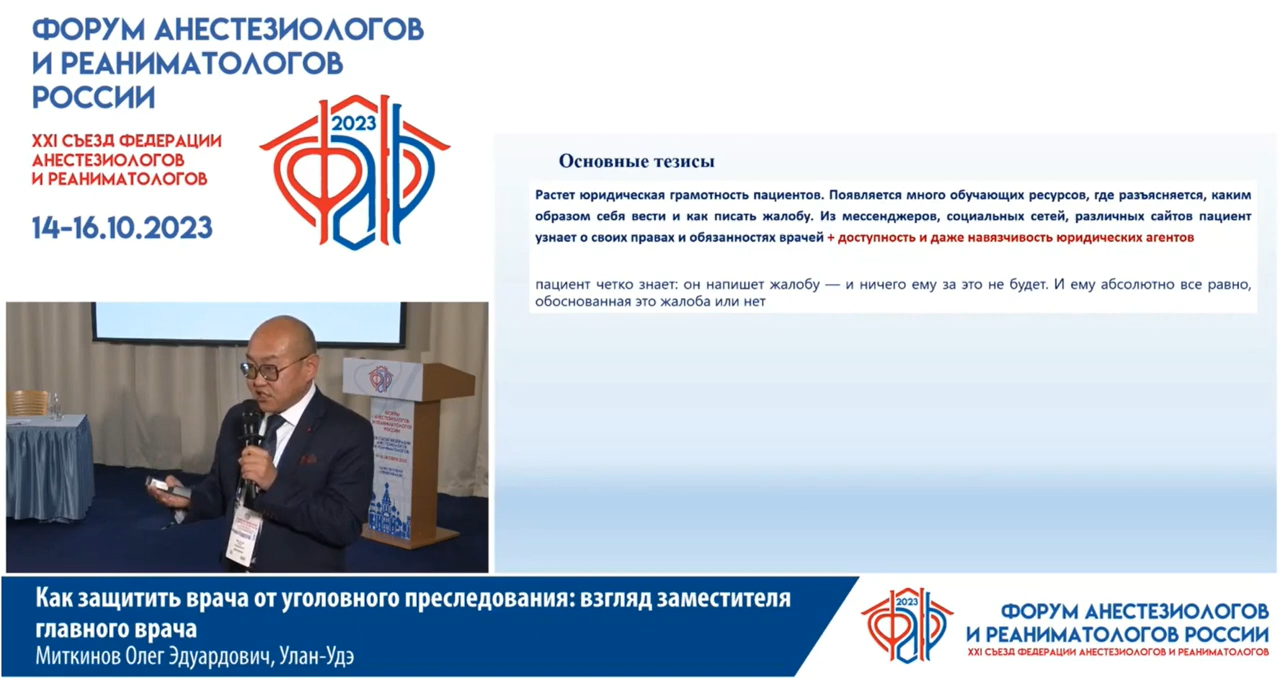 ФОРУМ АНЕСТЕЗИОЛОГОВ
И РЕАНИМАТОЛОГОВ
РОССИИ
XXI СЪЕЗД ФЕДЕРАЦИИ
АНЕСТЕЗИОЛОГОВ
И РЕАНИМАТОЛОГОВ
14-16.10.2023
2023
ФАР
Основные тезисы
Растет юридическая грамотность пациентов. Появляется много обучающих ресурсов, где разъясняется, каким
образом себя вести и как писать жалобу. Из мессенджеров, социальных сетей, различных сайтов пациент
узнает о своих правах и обязанностях врачей + доступность и даже навязчивость юридических агентов
пациент четко знает: он напишет жалобу — и ничего ему за это не будет. И ему абсолютно все равно,
обоснованная это жалоба или нет
Как защитить врача от уголовного преследования: взгляд заместителя
главного врача
Миткинов Олег Эдуардович, Улан-Удэ
2023
ФАР
ФОРУМ АНЕСТЕЗИОЛОГОВ
И РЕАНИМАТОЛОГОВ РОССИИ
XXI СЪЕЗД ФЕДЕРАЦИИ АНЕСТЕЗИОЛОГОВ И РЕАНИМАТОЛОГОВ